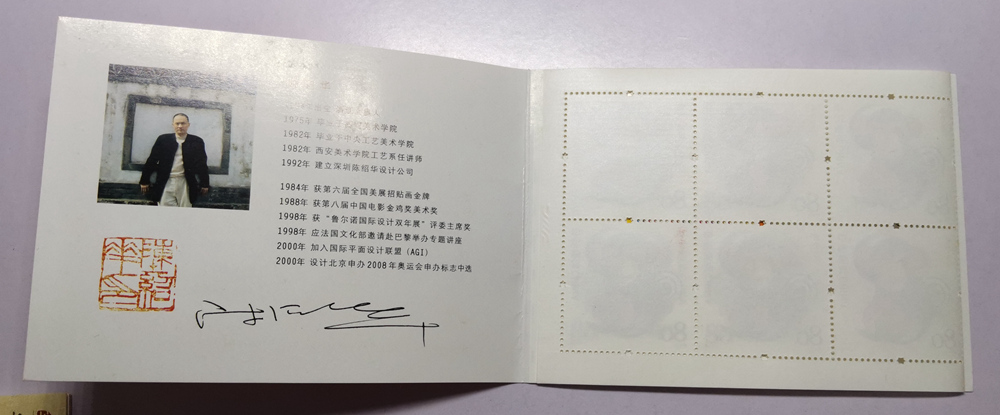 1982年 毕业于中央工艺美术学院
1982年 西安美术学院工艺系任讲师
1992年 建立深圳陈绍华设计公司
1984年 获第六届全国美展招贴画金牌
1988年 获第八届中国电影金鸡奖美术奖
1998年 获“鲁尔诺国际设计双年展”评委主席奖
1998年 应法国文化部邀请赴巴黎举办专题讲座
2000年 加入国际平面设计联盟(AGI)
2000年 设计北京申办2008年奥运会申办标志中选
陈绍华印
80 80 80